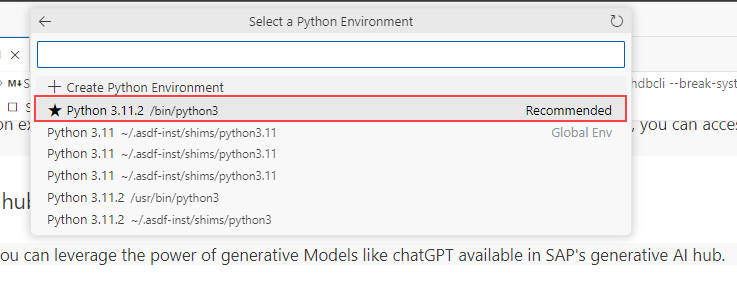 Select a Python Environment
Create Python Environment
hdbcli --break-sys
Python 3.11.2 /bin/python3 Recommended
Python 3.11 ~/.asdf-inst/shims/python3.11 Global Env
on ex , you can acces
Python 3.11 ~/.asdf-inst/shims/python3.11
Python 3.11 ~/.asdf-inst/shims/python3.11
Python 3.11.2 /usr/bin/python3
hub
Python 3.11.2 ~/.asdf-inst/shims/python3
ou can leverage the power of generative Models like chatGPT available in SAP's generative AI hub.